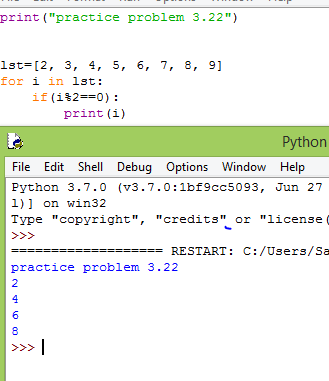 print("practice problem 3.22")
lst=[2, 3, 4, 5, 6, 7, 8, 9]
for i in lst:
if(i%2==0):
print(i)
Python
File Edit Shell Debug Options Window Help
Python 3.7.0 (v3.7.0:1bf9cc5093, Jun 27
l)] on win32
Type "copyright", "credits" or "license(
>>>
=================== RESTART: C:/Users/Sa
practice problem 3.22
2
4
6
8
>>>